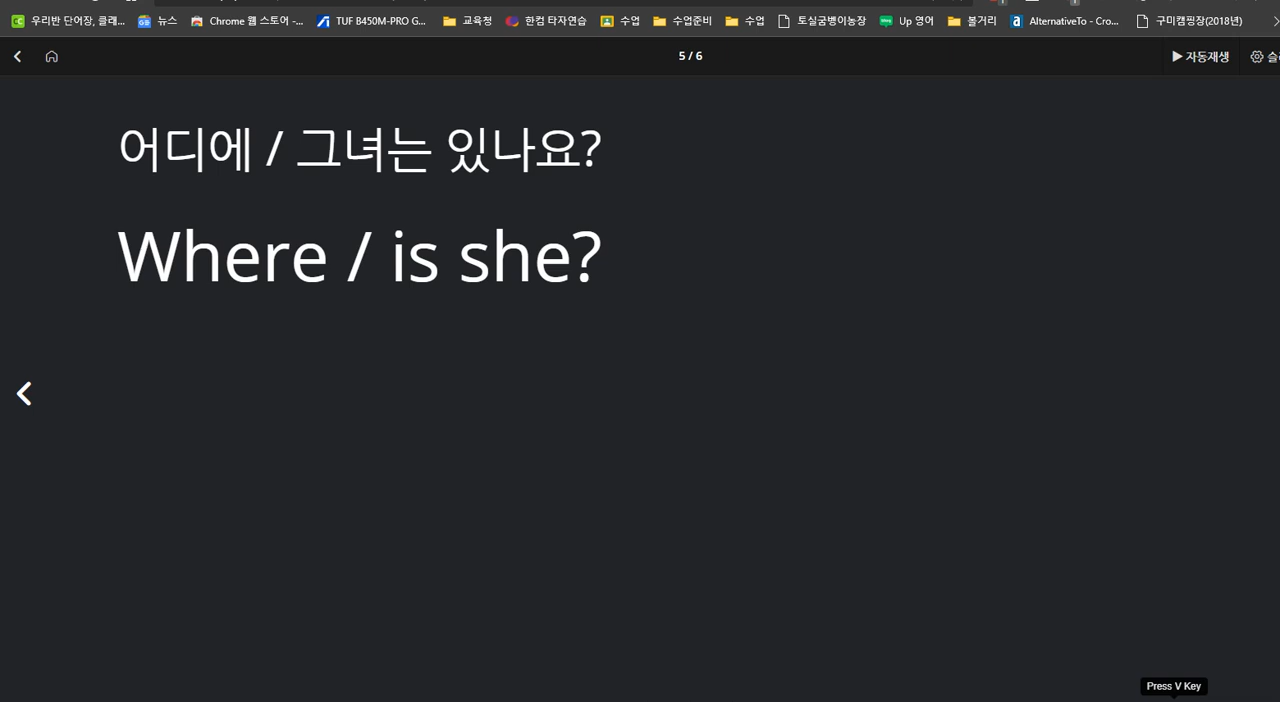 우리반 단어장, 클래... 뉴스 Chrome 웹 스토어 -... TUF B450M-PRO G... 교육청 한컴 타자연습 수업 수업준비 수업 토실굼벵이농장 Up 영어 볼거리 AlternativeTo - Cro... 구미캠핑장(2018년)
5 / 6 자동재생
어디에 / 그녀는 있나요?
Where / is she?
Press V Key